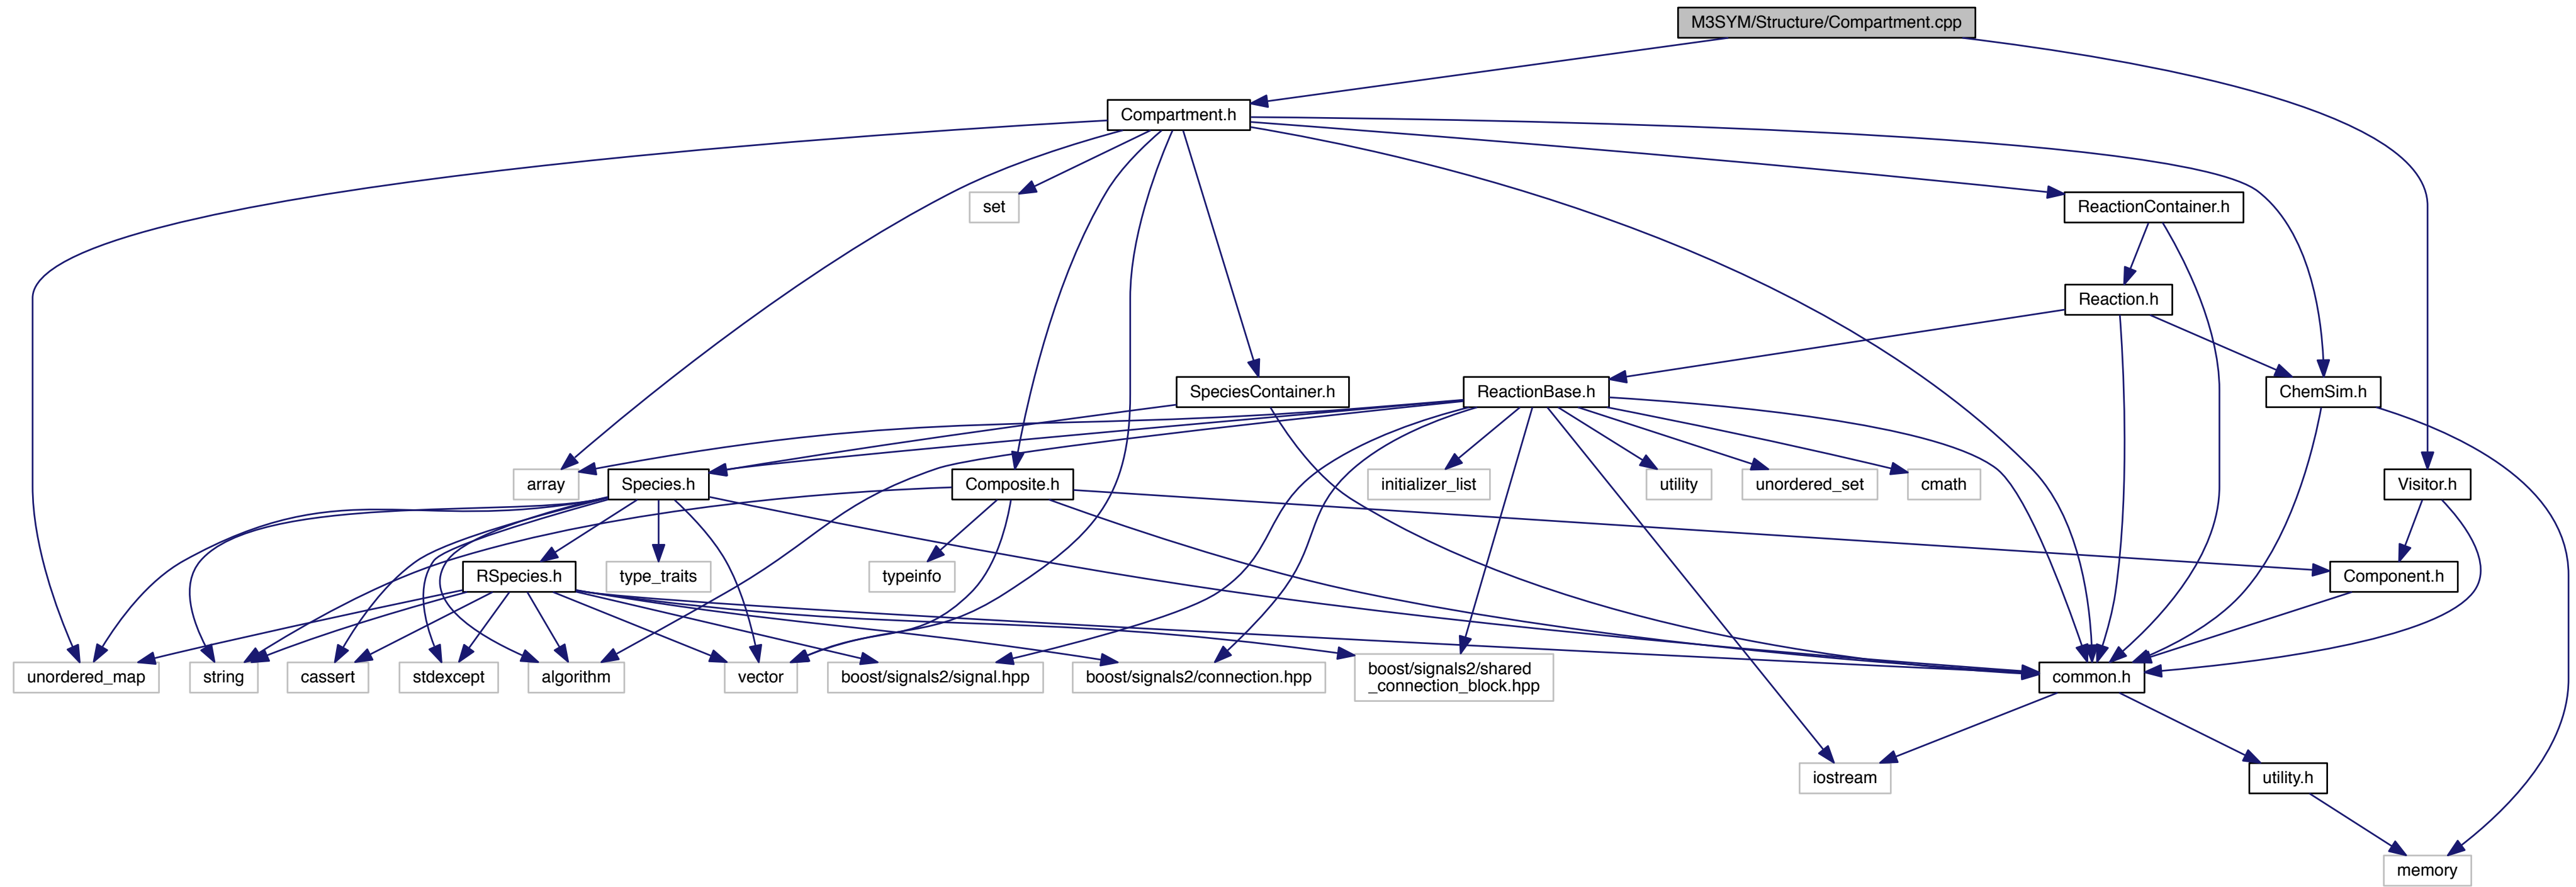 M3SYM/Structure/Compartment.cpp
Compartment.h
set
ReactionContainer.h
Reaction.h
SpeciesContainer.h
ReactionBase.h
ChemSim.h
array
Species.h
Composite.h
initializer_list
utility
unordered_set
cmath
Visitor.h
RSpecies.h
type_traits
typeinfo
Component.h
unordered_map
string
cassert
stdexcept
algorithm
vector
boost/signals2/signal.hpp
boost/signals2/connection.hpp
boost/signals2/shared
_connection_block.hpp
common.h
iostream
utility.h
memory